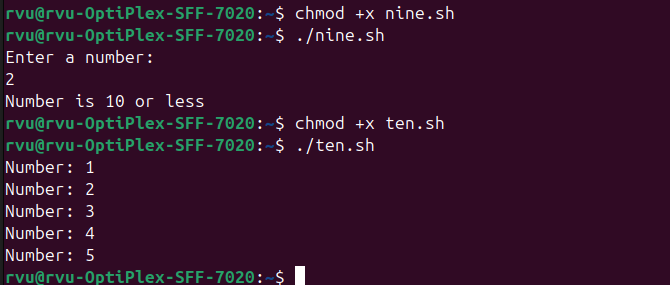 rvu@rvu-OptiPlex-SFF-7020:~$ chmod +x nine.sh
rvu@rvu-OptiPlex-SFF-7020:~$ ./nine.sh
Enter a number:
2
Number is 10 or less
rvu@rvu-OptiPlex-SFF-7020:~$ chmod +x ten.sh
rvu@rvu-OptiPlex-SFF-7020:~$ ./ten.sh
Number: 1
Number: 2
Number: 3
Number: 4
Number: 5
rvu@rvu-OptiPlex-SFF-7020:~$